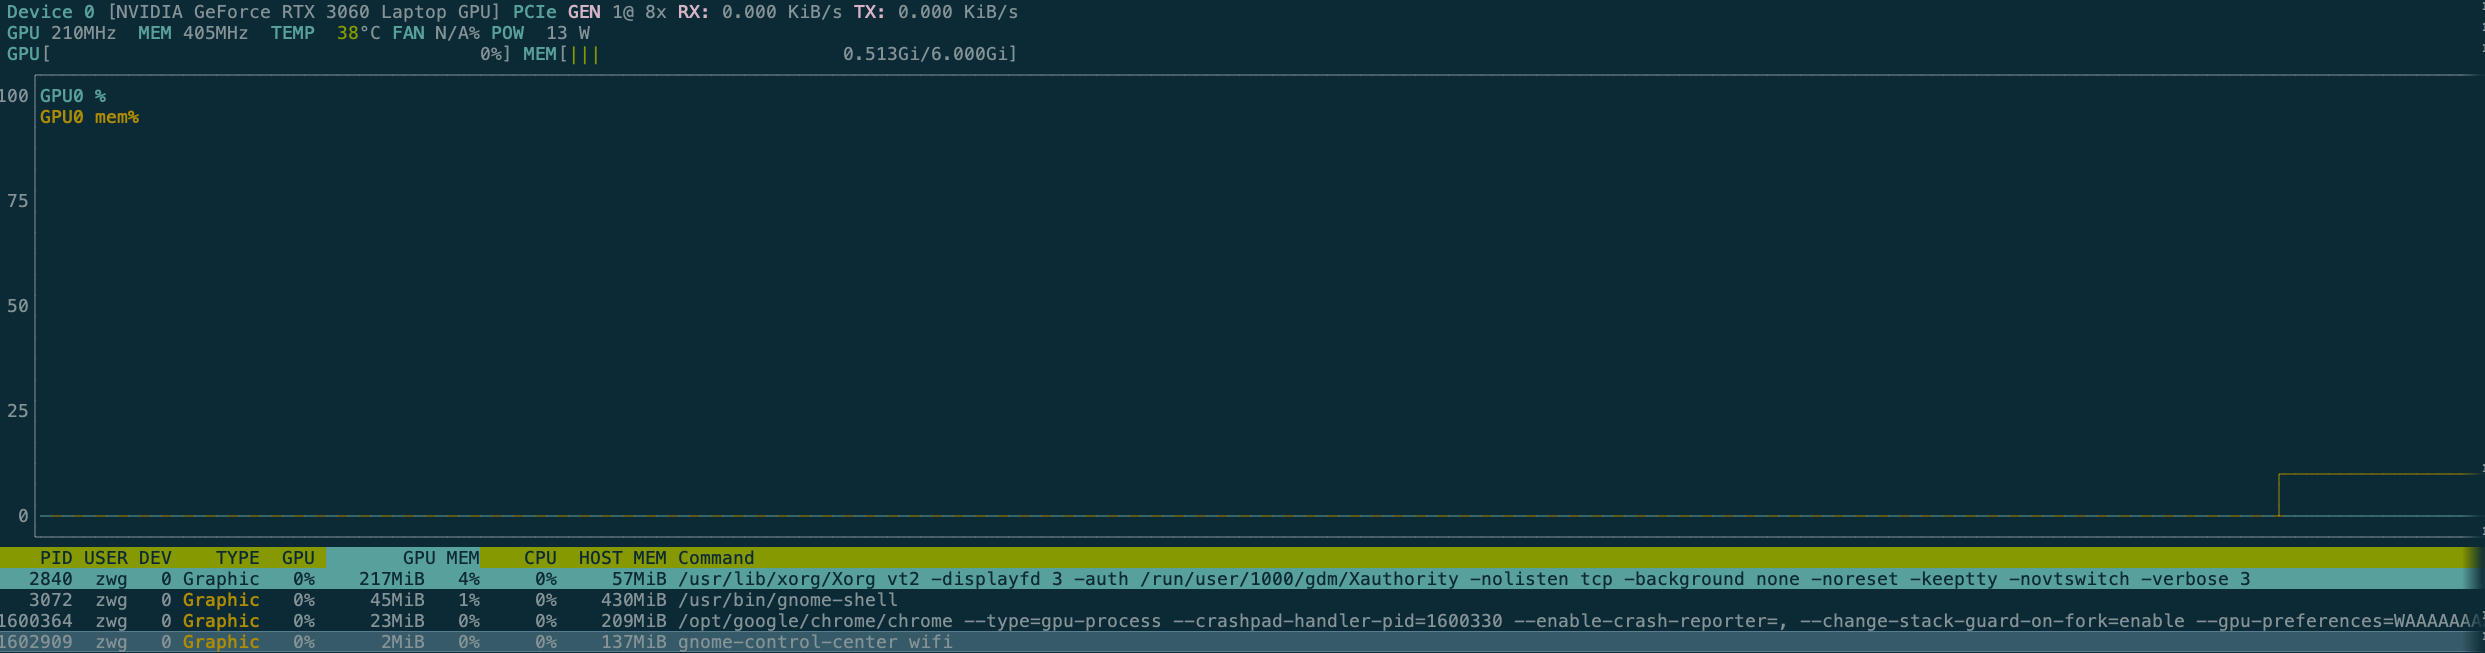 Device 0 [NVIDIA GeForce RTX 3060 Laptop GPU] PCIe GEN 1@ 8x RX: 0.000 KiB/s TX: 0.000 KiB/s
GPU 210MHz MEM 405MHz TEMP 38°C FAN N/A% POW 13 W
GPU[ 0%] MEM[||| 0.513Gi/6.000Gi]
100 GPU0 %
GPU0 mem%
75
50
25
0
PID USER DEV TYPE GPU GPU MEM CPU HOST MEM Command
2840 zwg 0 Graphic 0% 217MiB 4% 0% 57MiB /usr/lib/xorg/Xorg vt2 -displayfd 3 -auth /run/user/1000/gdm/Xauthority -nolisten tcp -background none -noreset -keeptty -novtswitch -verbose 3
3072 zwg 0 Graphic 0% 45MiB 1% 0% 430MiB /usr/bin/gnome-shell
1600364 zwg 0 Graphic 0% 23MiB 0% 0% 209MiB /opt/google/chrome/chrome --type=gpu-process --crashpad-handler-pid=1600330 --enable-crash-reporter=, --change-stack-guard-on-fork=enable --gpu-preferences=WAAAAAAA
1602909 zwg 0 Graphic 0% 2MiB 0% 0% 137MiB gnome-control-center wifi